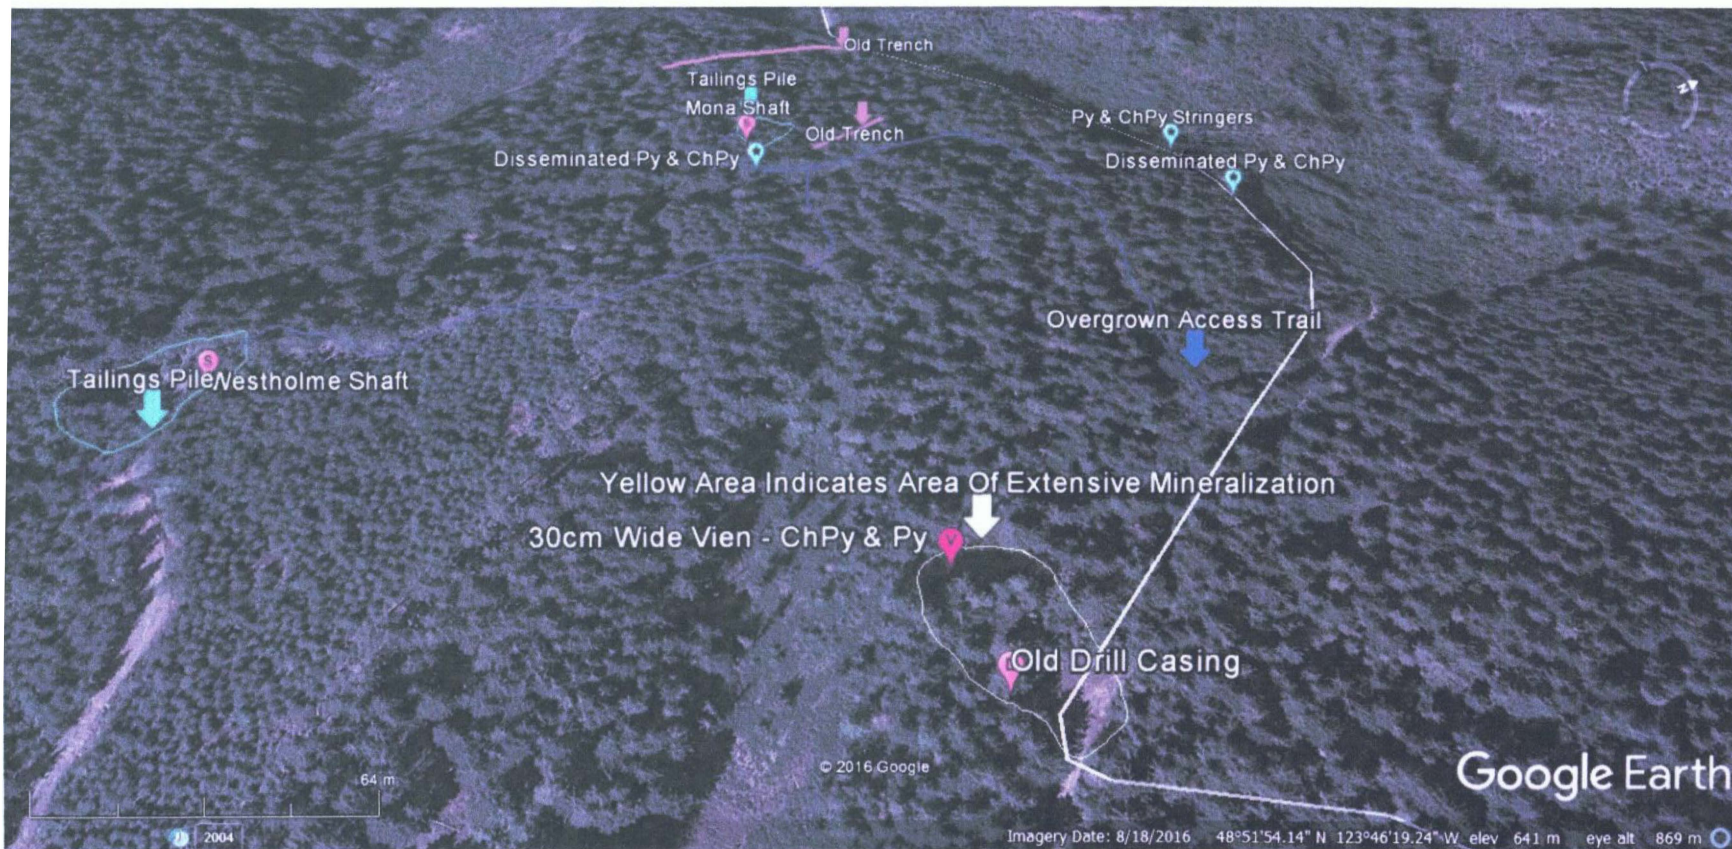 Old Trench
Tailings Pile
Mona Shaft
Old Trench
Py & ChPy Stringers
Disseminated Py & ChPy
Disseminated Py & ChPy
N
Overgrown Access Trail
S
Tailings Pile Westholme Shaft
Yellow Area Indicates Area Of Extensive Mineralization
30cm Wide Vien - ChPy & Py
V
Old Drill Casing
Google Earth
© 2016 Google
64 m
2004
Imagery Date: 8/18/2016 48°51'54.14" N 123°46'19.24" W elev 641 m eye alt 869 m